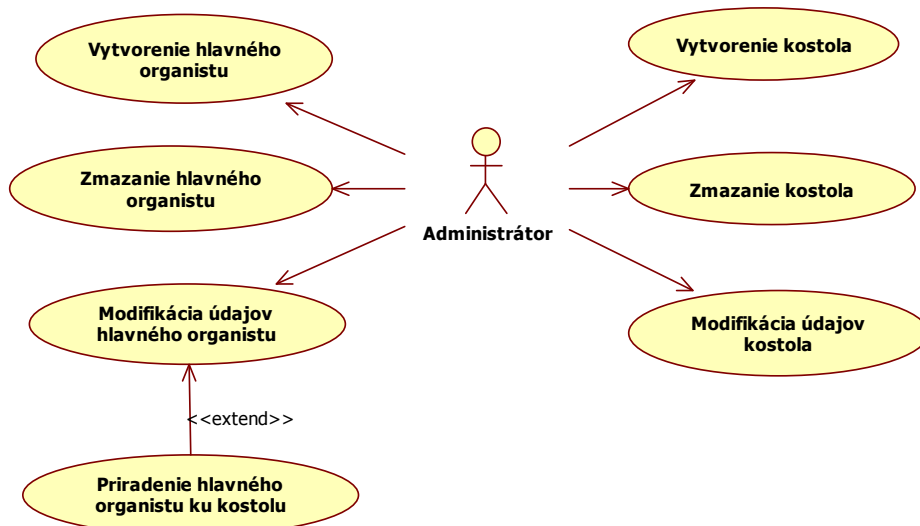 Vytvorenie hlavného
organistu
Vytvorenie kostola
Zmazanie hlavného
organistu
Zmazanie kostola
Administrátor
Modifikácia údajov
hlavného organistu
Modifikácia údajov
kostola
<<extend>>
Priradenie hlavného
organistu ku kostolu